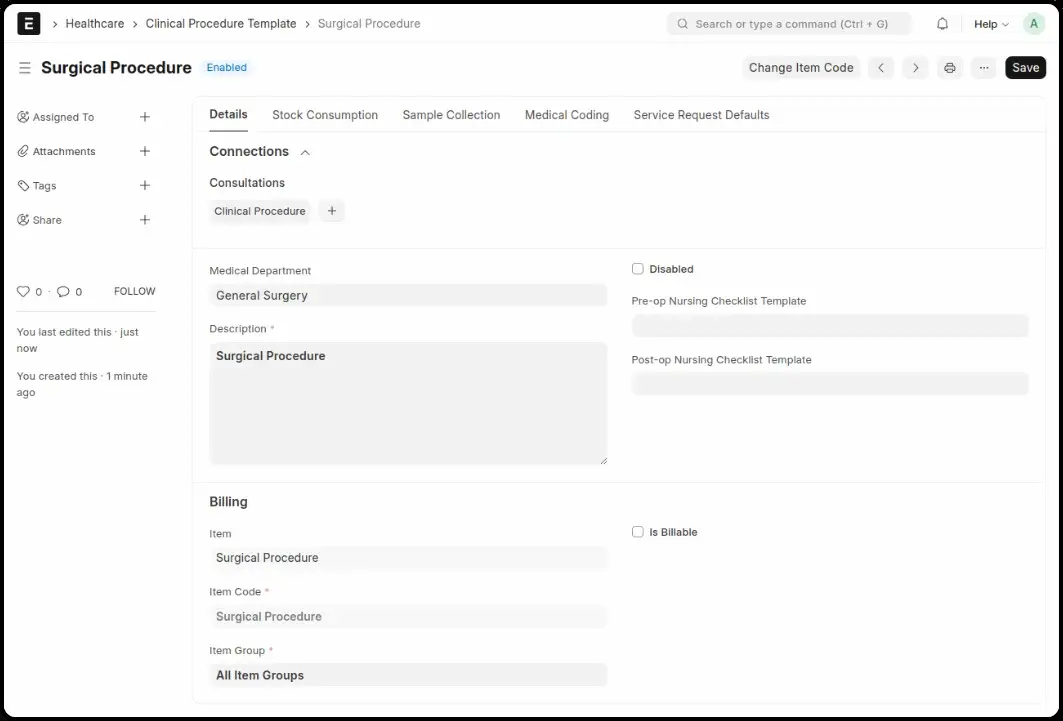 E > Healthcare > Clinical Procedure Template > Surgical Procedure
Search or type a command (Ctrl + G)
Help
A
Surgical Procedure
Enabled
Change Item Code
···
Save
Assigned To
Attachments
Tags
Share
0 · 0
FOLLOW
You last edited this · just
now
You created this · 1 minute
ago
Details
Stock Consumption
Sample Collection
Medical Coding
Service Request Defaults
Connections
Consultations
Clinical Procedure
Medical Department
General Surgery
Description *
Surgical Procedure
Disabled
Pre-op Nursing Checklist Template
Post-op Nursing Checklist Template
Billing
Item
Surgical Procedure
Item Code *
Surgical Procedure
Item Group *
All Item Groups
Is Billable